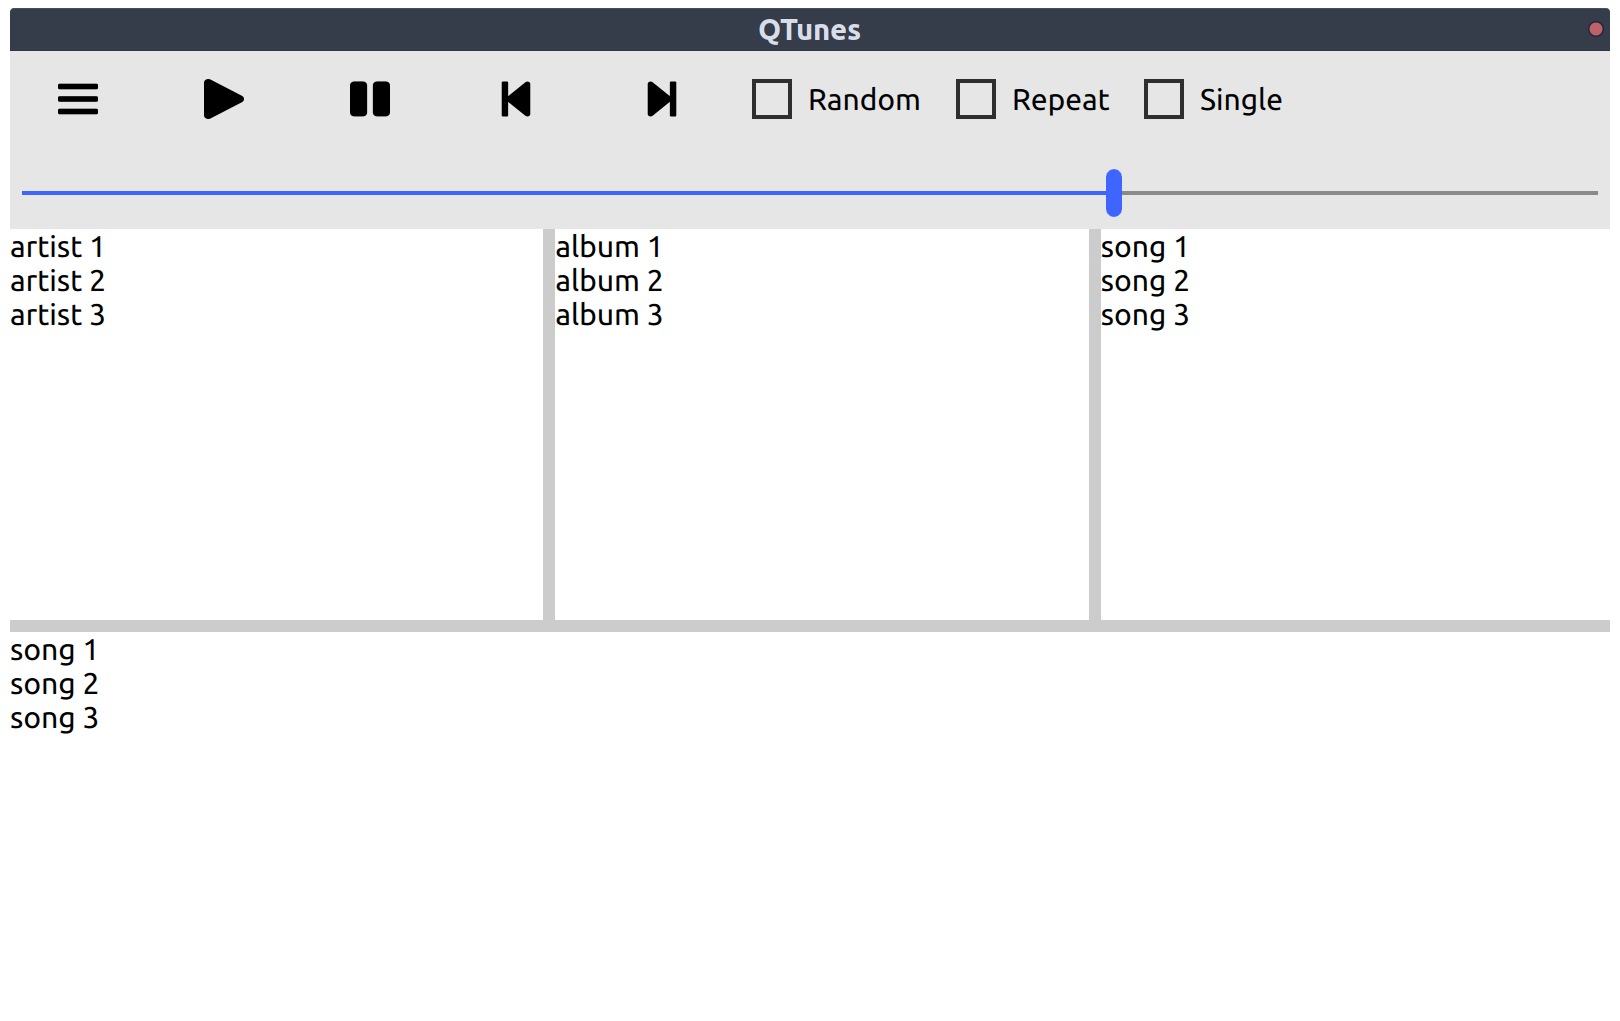 QTunes
Random Repeat Single
artist 1
artist 2
artist 3
album 1
album 2
album 3
song 1
song 2
song 3
song 1
song 2
song 3